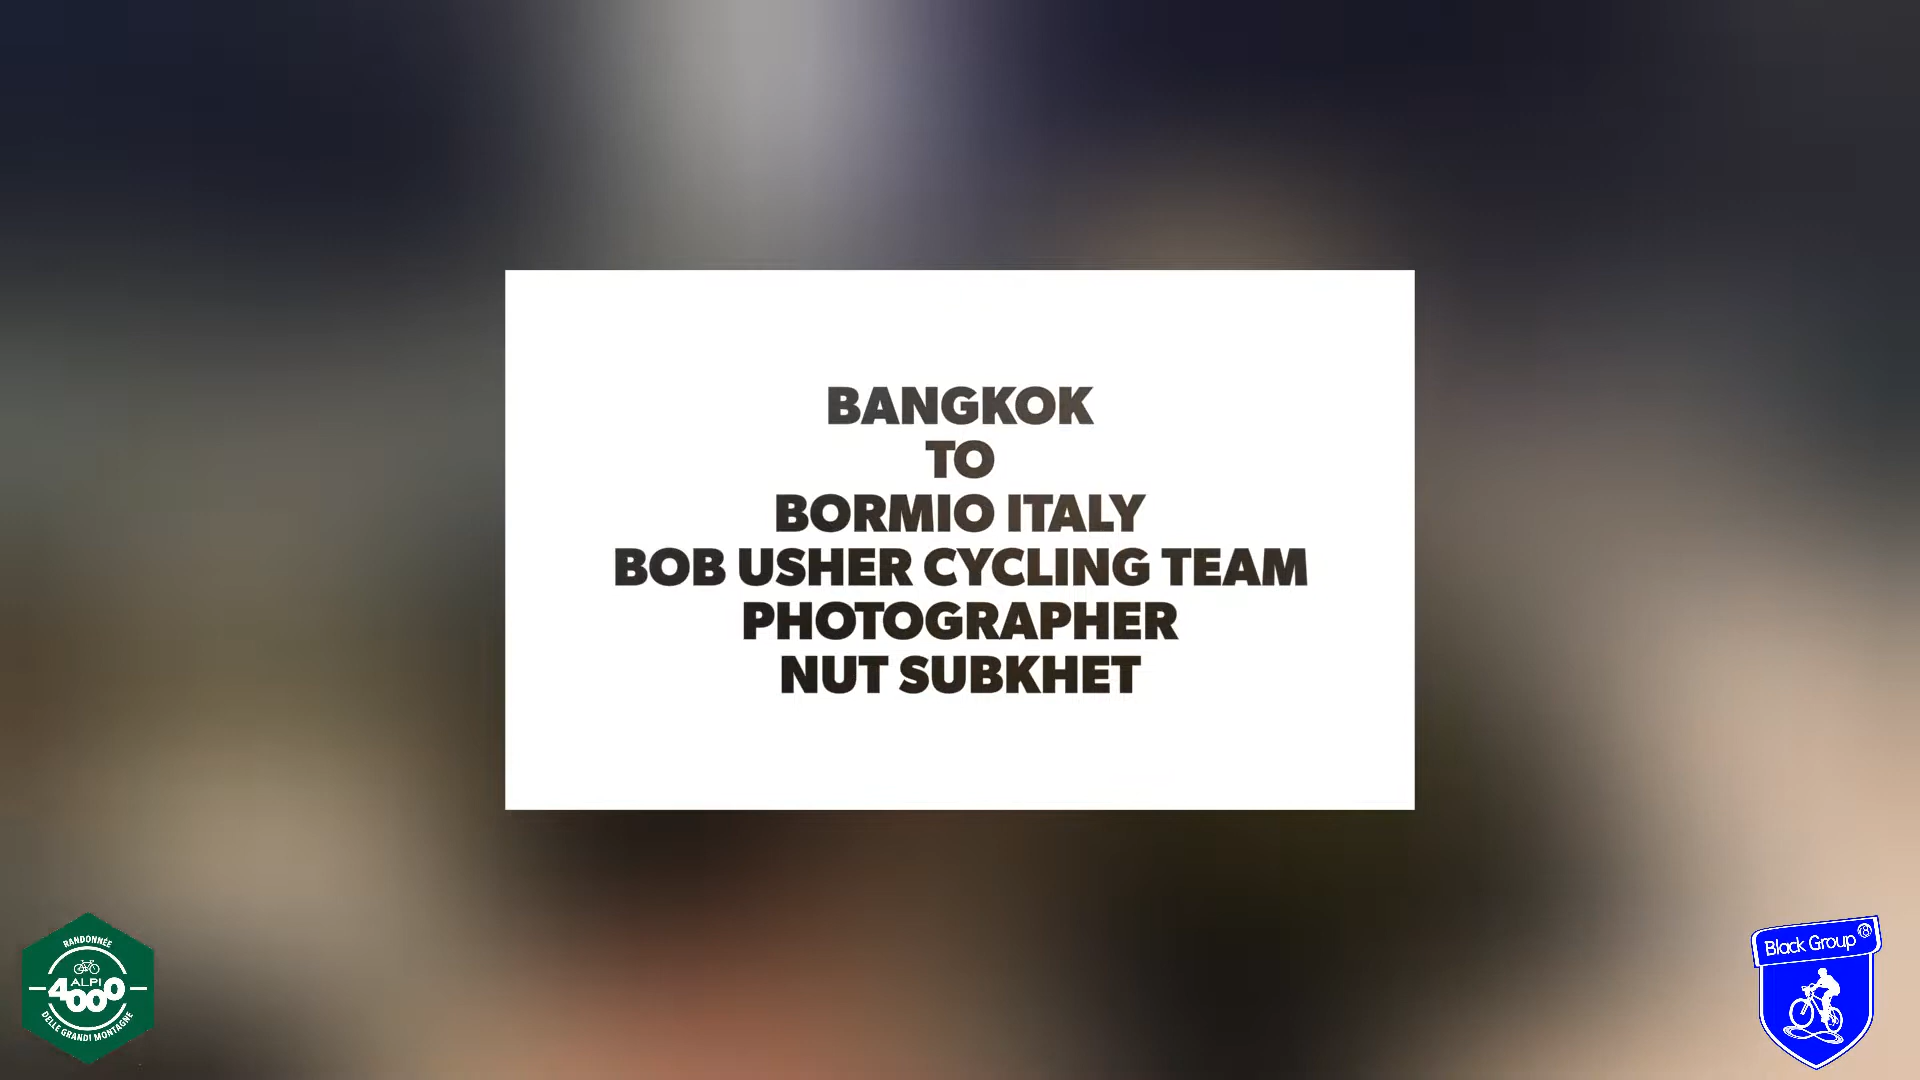 BANGKOK
TO
BORMIO ITALY
BOB USHER CYCLING TEAM
PHOTOGRAPHER
NUT SUBKHET
RANDONNÉE
ALPI
4000
DELLE GRANDI MONTAGNE
Black Group